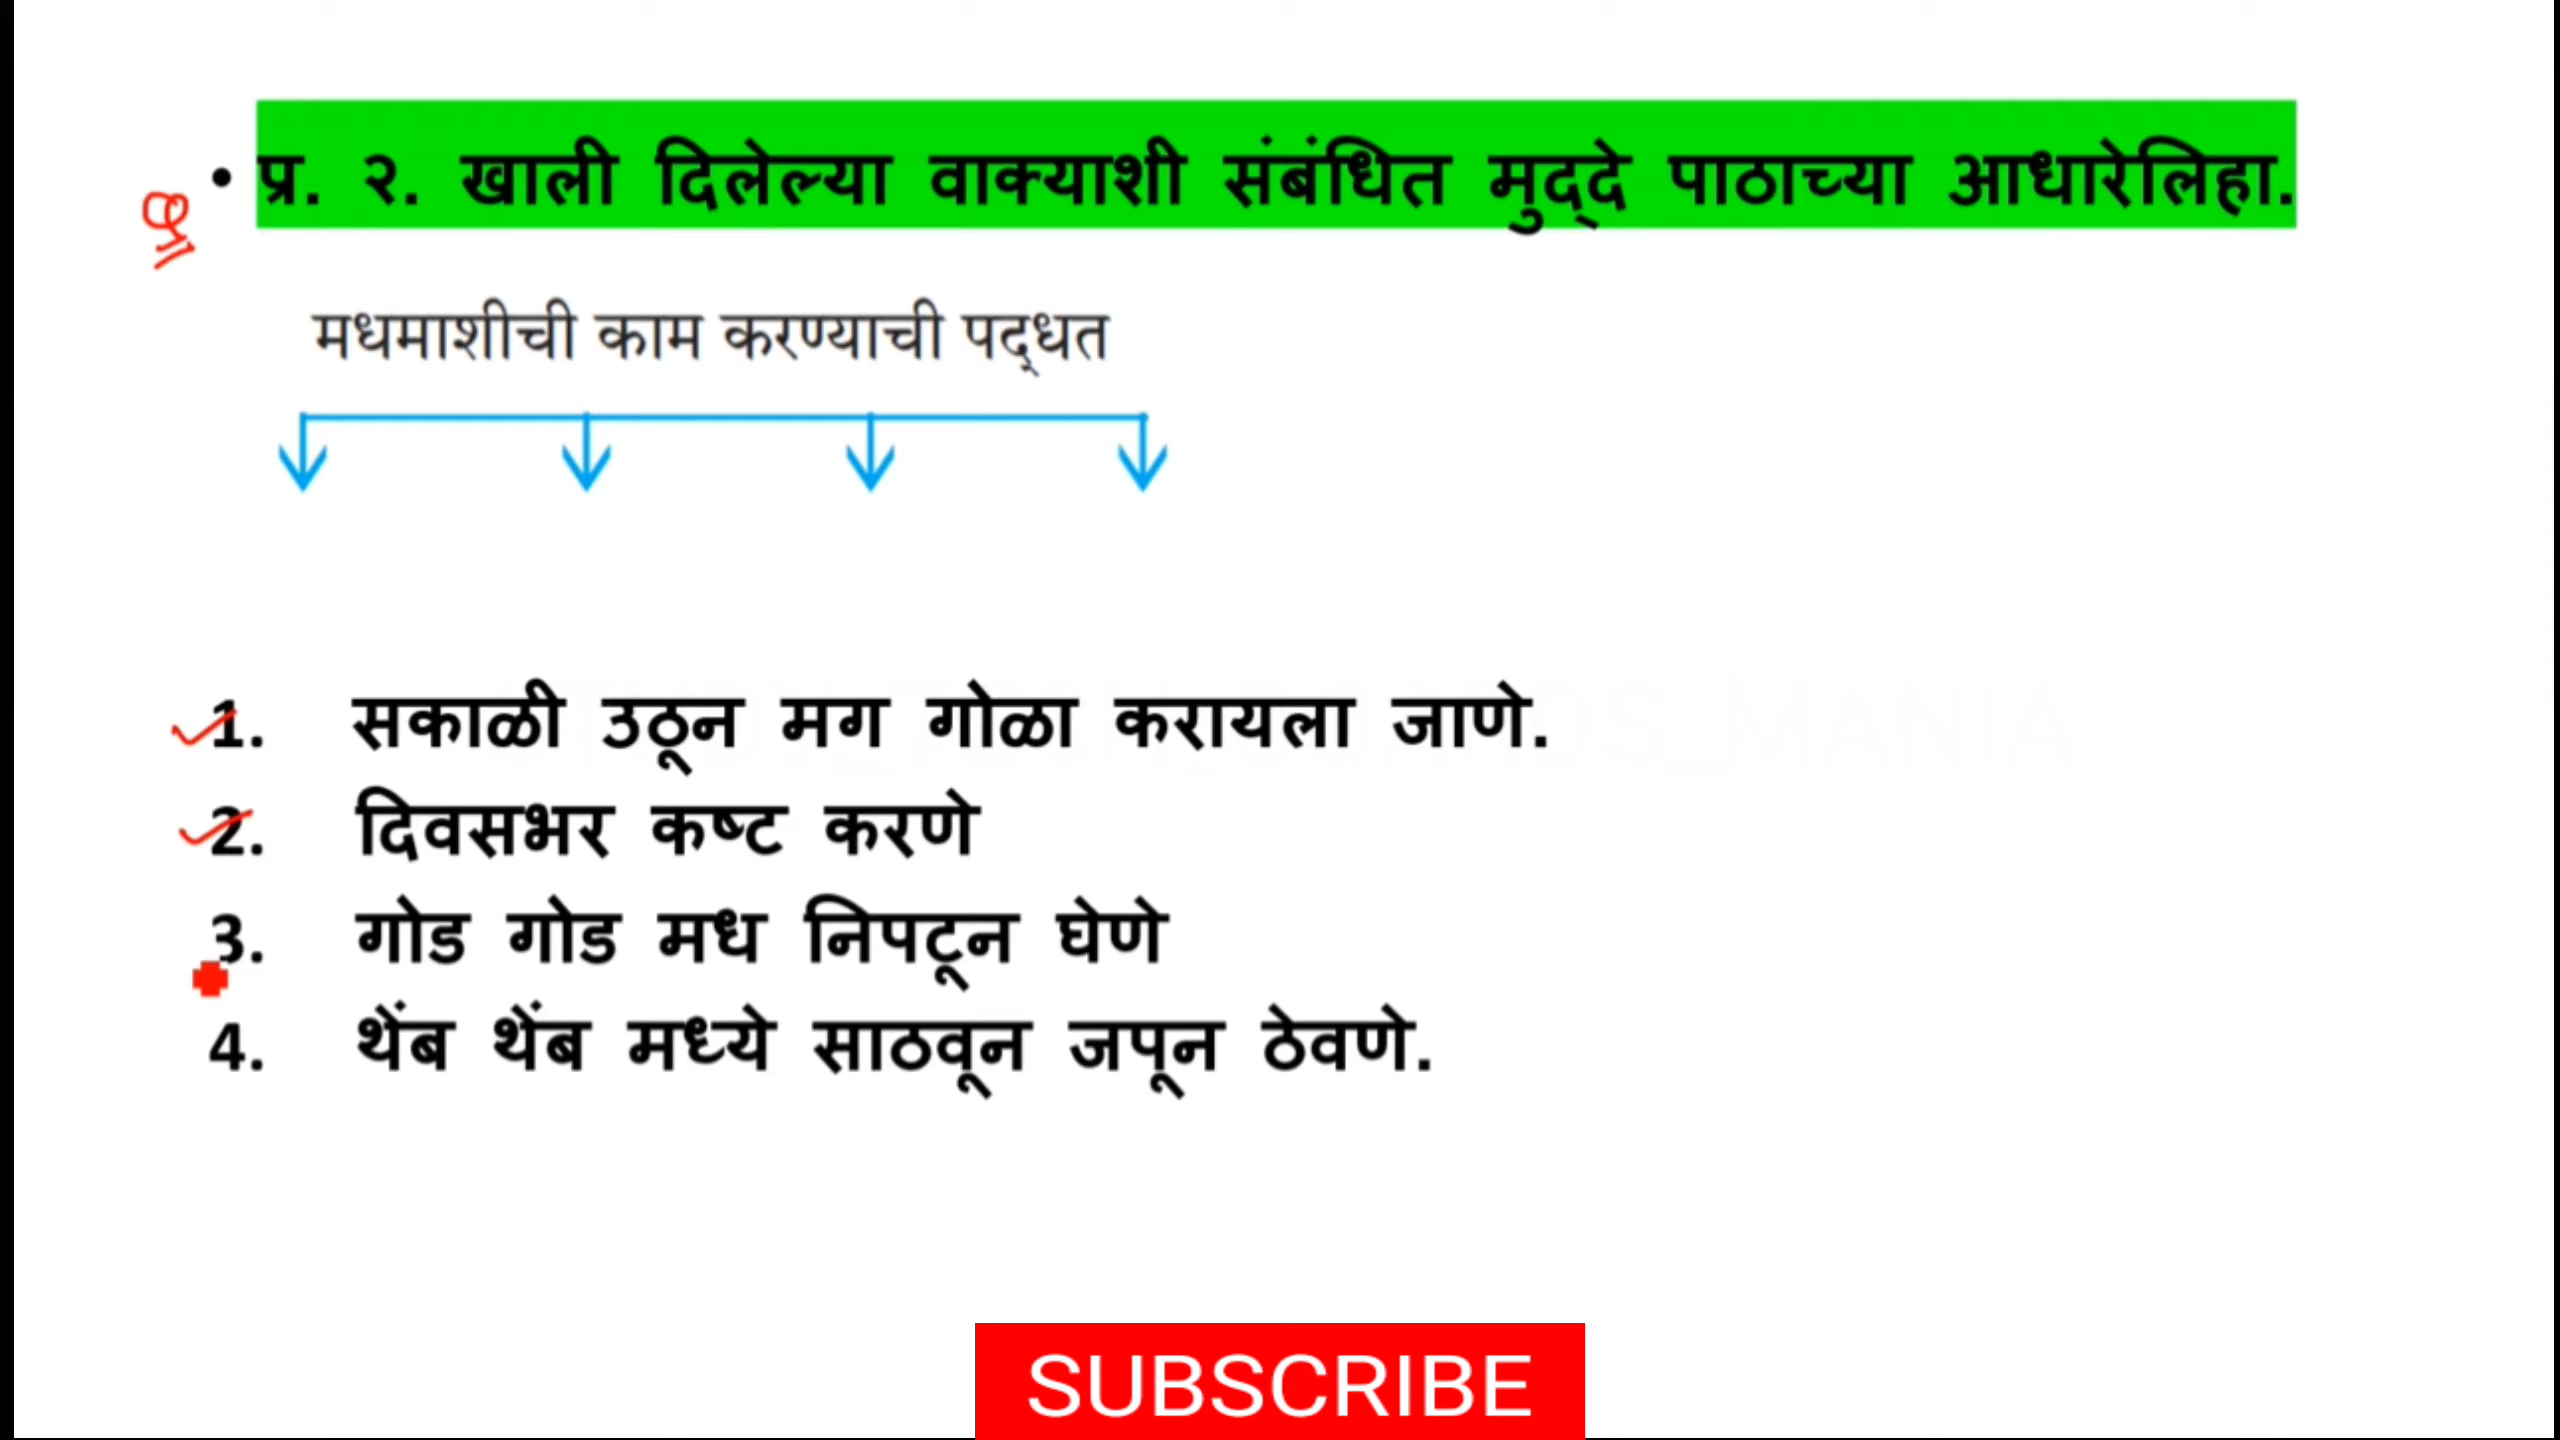 • प्र. २. खाली दिलेल्या वाक्याशी संबंधित मुद्‌दे पाठाच्या आधारेलिहा.
मधमाशीची काम करण्याची पद्‌धत
1. सकाळी उठून मग गोळा करायला जाणे.
2. दिवसभर कष्ट करणे
3. गोड गोड मध निपटून घेणे
4. थेंब थेंब मध्ये साठवून जपून ठेवणे.
SUBSCRIBE